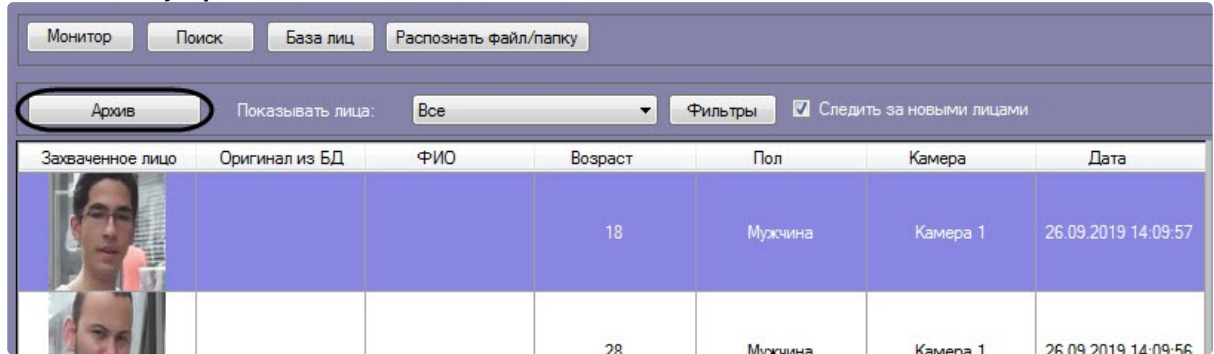 Монитор Поиск База лиц Распознать файл/папку
Архив Показывать лица: Все Фильтры Следить за новыми лицами
Захваченное лицо Оригинал из БД ФИО Возраст Пол Камера Дата
18 Мужчина Камера 1 26.09.2019 14:09:57
28 Мужчина Камера 1 26.09.2019 14:09:56